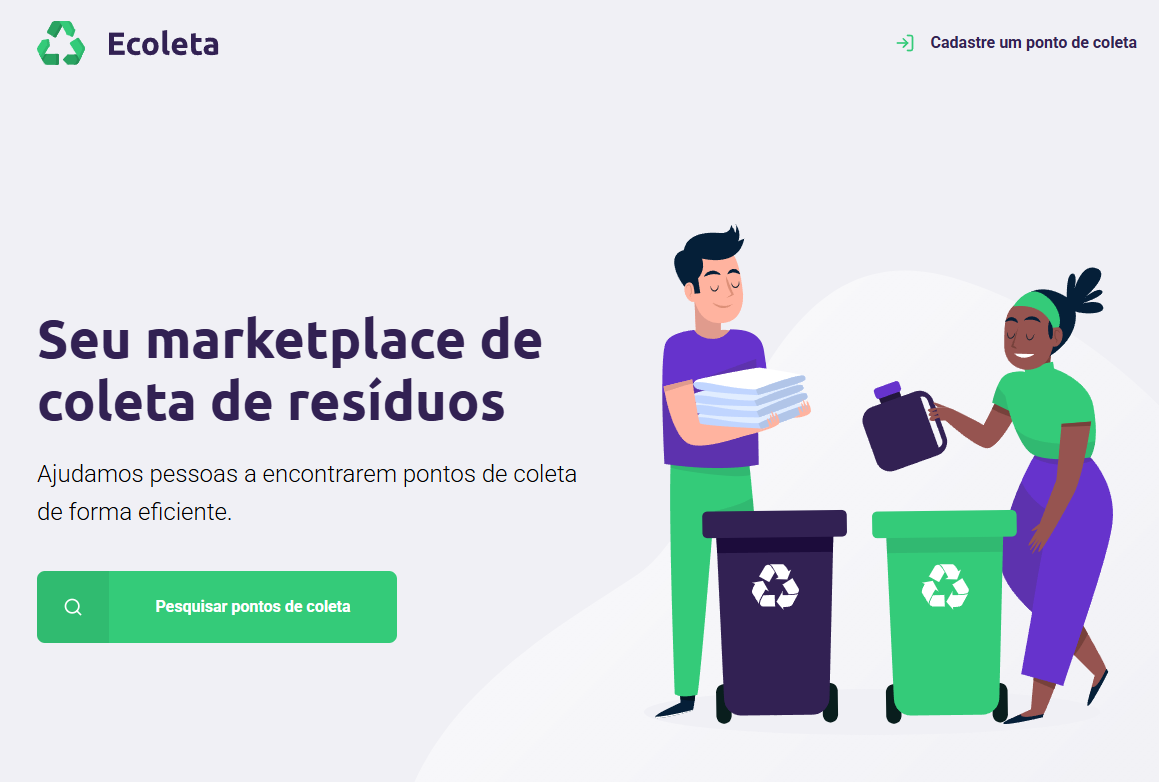 Ecoleta
Cadastre um ponto de coleta
Seu marketplace de
coleta de resíduos
Ajudamos pessoas a encontrarem pontos de coleta
de forma eficiente.
Pesquisar pontos de coleta